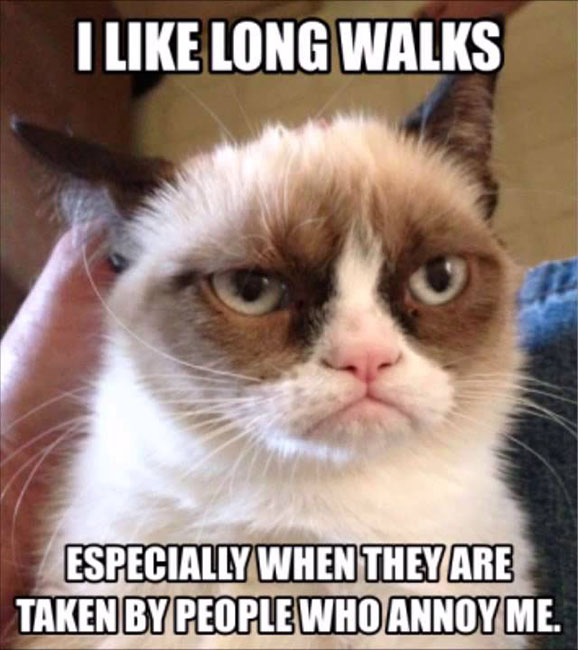 I LIKE LONG WALKS
ESPECIALLY WHEN THEY ARE
TAKEN BY PEOPLE WHO ANNOY ME.